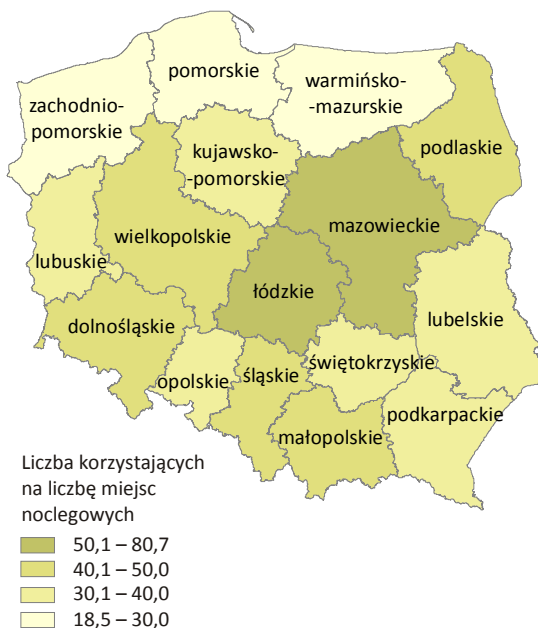 pomorskie
warmińsko-
-mazurskie
zachodnio-
pomorskie
podlaskie
kujawsko-
-pomorskie
mazowieckie
wielkopolskie
lubuskie
łódzkie
lubelskie
dolnośląskie
świętokrzyskie
opolskie
śląskie
podkarpackie
małopolskie
Liczba korzystających
na liczbę miejsc
noclegowych
50,1 – 80,7
40,1 – 50,0
30,1 – 40,0
18,5 – 30,0